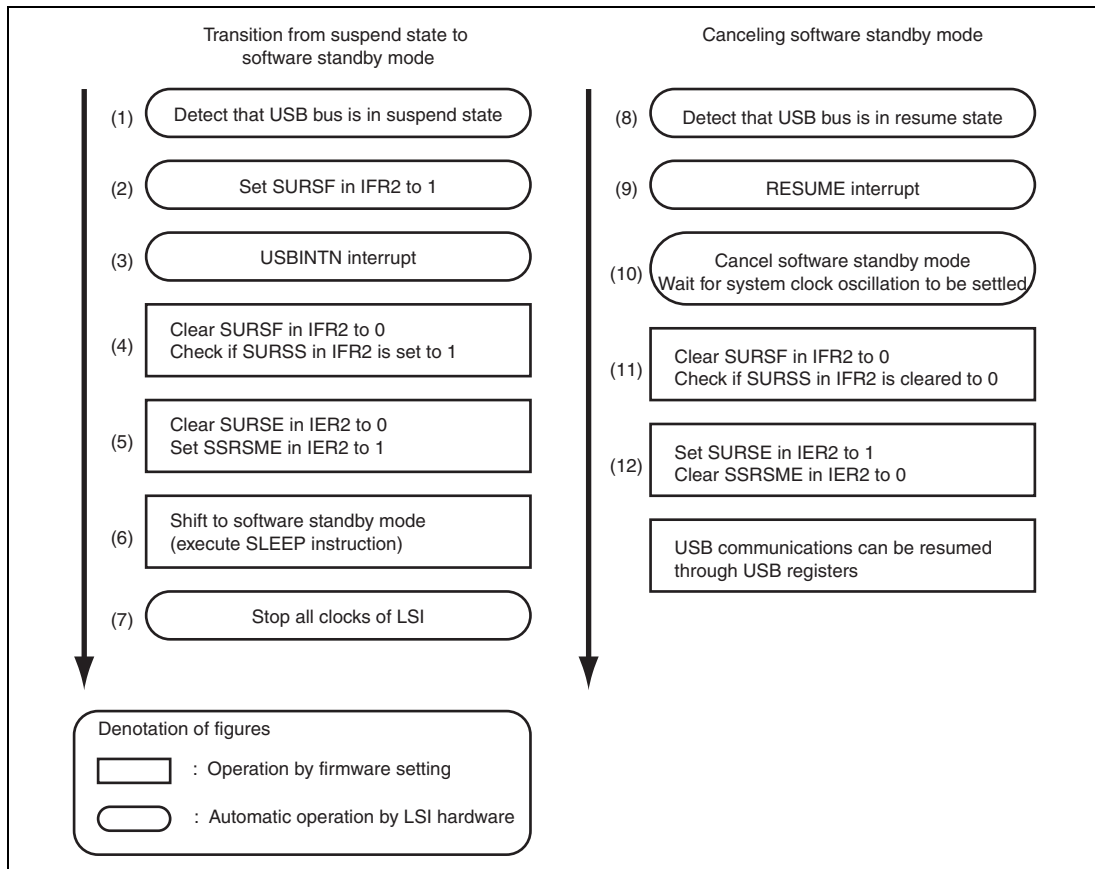 Transition from suspend state to
software standby mode
(1) Detect that USB bus is in suspend state
(2) Set SURSF in IFR2 to 1
(3) USBINTN interrupt
(4) Clear SURSF in IFR2 to 0
Check if SURSS in IFR2 is set to 1
(5) Clear SURSE in IER2 to 0
Set SSRSME in IER2 to 1
(6) Shift to software standby mode
(execute SLEEP instruction)
(7) Stop all clocks of LSI
Canceling software standby mode
(8) Detect that USB bus is in resume state
(9) RESUME interrupt
(10) Cancel software standby mode
Wait for system clock oscillation to be settled
(11) Clear SURSF in IFR2 to 0
Check if SURSS in IFR2 is cleared to 0
(12) Set SURSE in IER2 to 1
Clear SSRSME in IER2 to 0
USB communications can be resumed
through USB registers
Denotation of figures
: Operation by firmware setting
: Automatic operation by LSI hardware